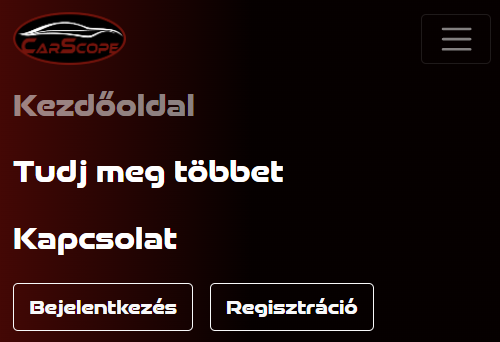 CarScope
Kezdőoldal
Tudj meg többet
Kapcsolat
Bejelentkezés Regisztráció